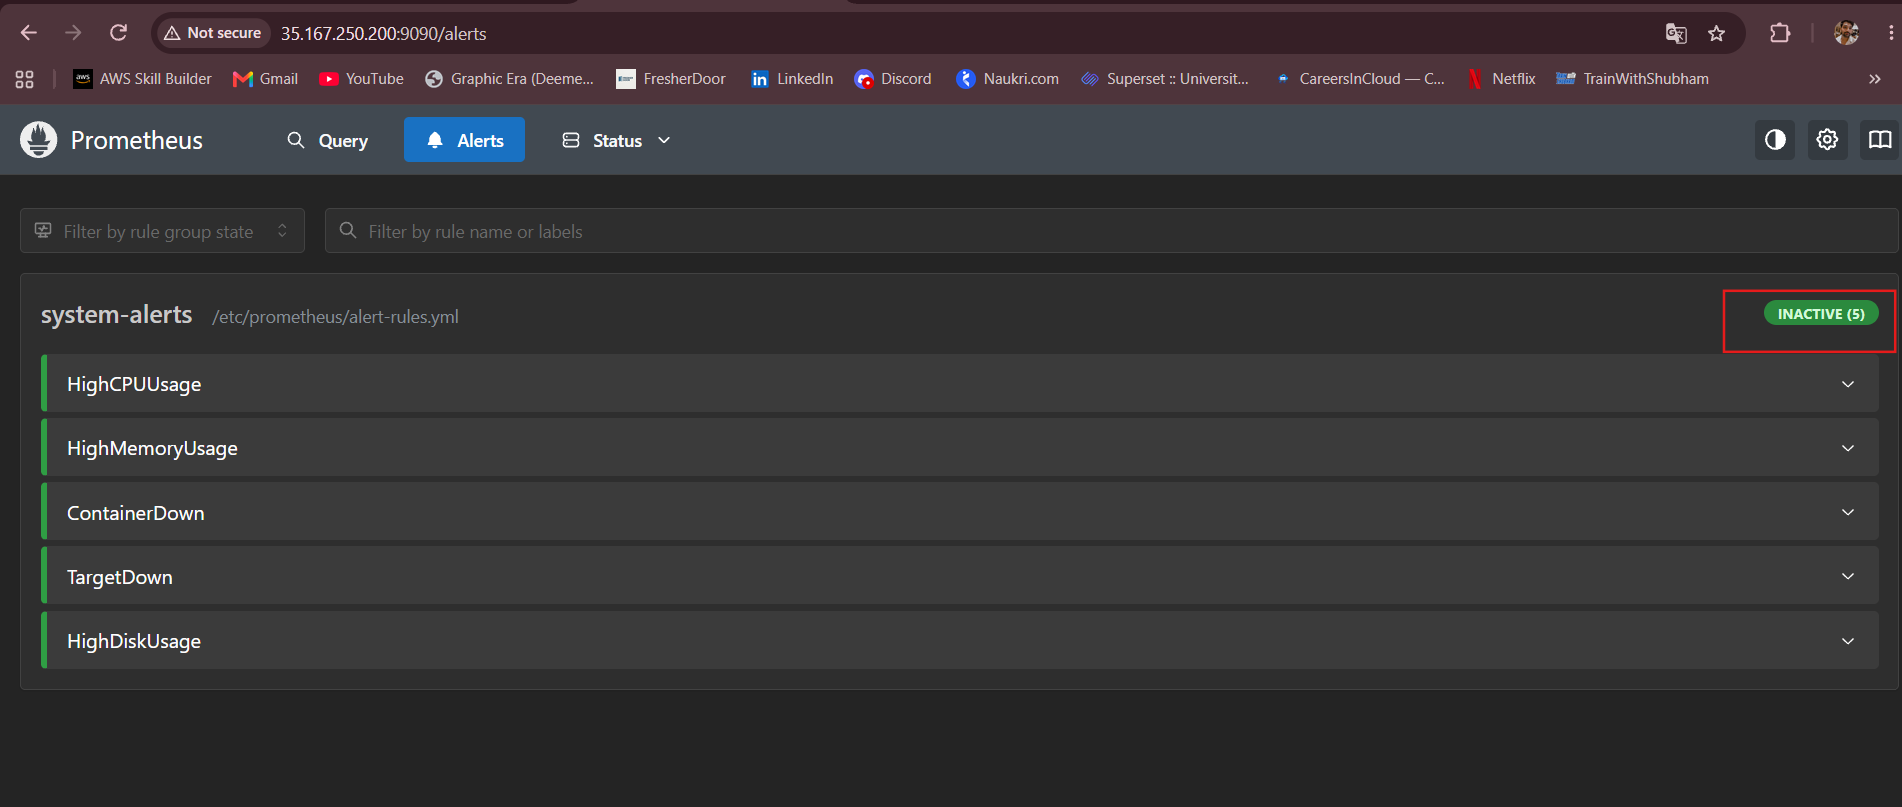 Not secure 35.167.250.200:9090/alerts
aws AWS Skill Builder Gmail YouTube Graphic Era (Deeme... FresherDoor in LinkedIn Discord Naukri.com Superset :: Universit... CareersInCloud — C... Netflix TrainWithShubham
Prometheus Query Alerts Status
Filter by rule group state Filter by rule name or labels
system-alerts /etc/prometheus/alert-rules.yml INACTIVE (5)
HighCPUUsage
HighMemoryUsage
ContainerDown
TargetDown
HighDiskUsage